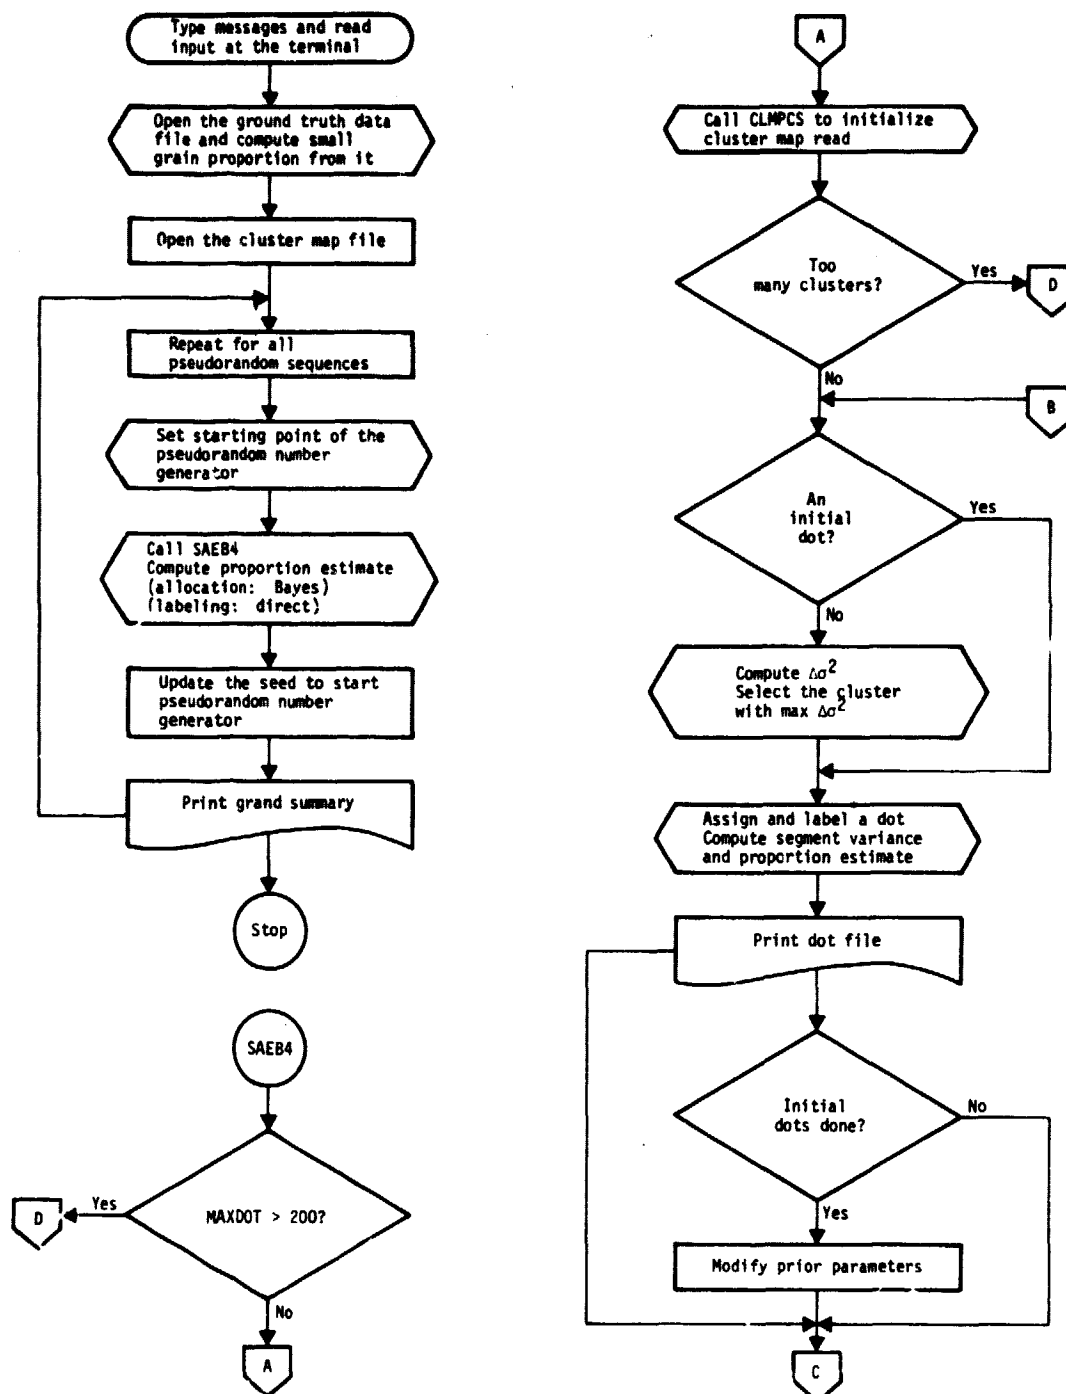 Type messages and read
input at the terminal
Open the ground truth data
file and compute small
grain proportion from it
Open the cluster map file
Repeat for all
pseudorandom sequences
Set starting point of the
pseudorandom number
generator
Call SAEB4
Compute proportion estimate
(allocation: Bayes)
(labeling: direct)
Update the seed to start
pseudorandom number
generator
Print grand summary
Stop
SAEB4
MAXDOT > 200?
Yes
D
No
A
A
Call CLMPCS to initialize
cluster map read
Too
many clusters?
Yes
D
No
B
An
initial
dot?
Yes
No
Compute Δσ²
Select the cluster
with max Δσ²
Assign and label a dot
Compute segment variance
and proportion estimate
Print dot file
Initial
dots done?
No
Yes
Modify prior parameters
C